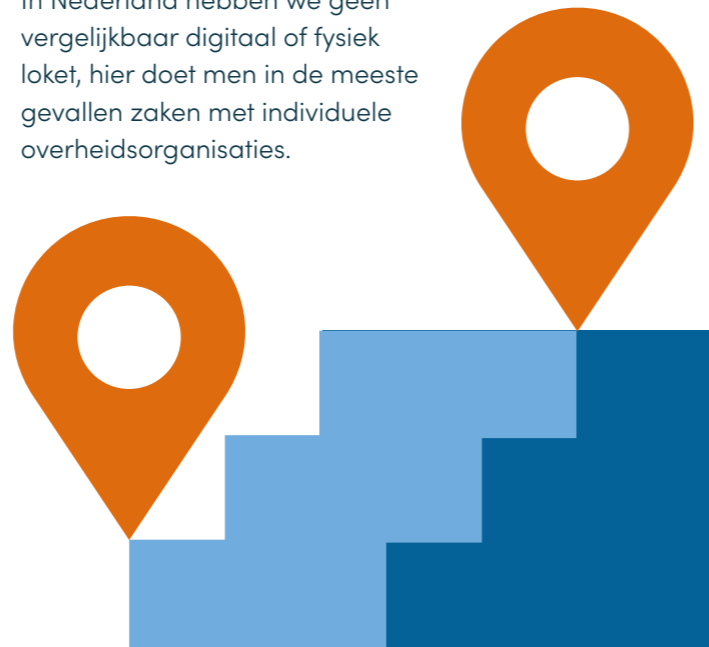 In Nederland hebben we geen
vergelijkbaar digitaal of fysiek
loket, hier doet men in de meeste
gevallen zaken met individuele
overheidsorganisaties.